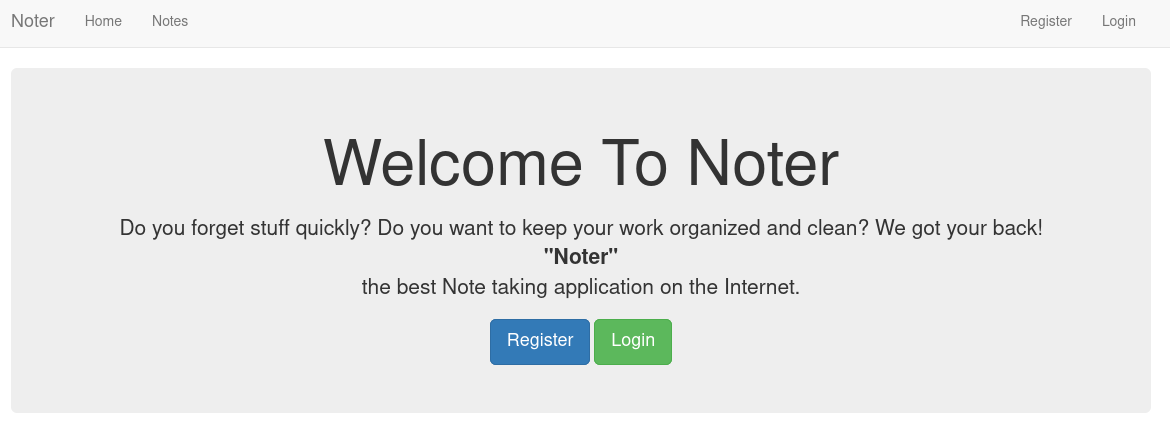 Noter Home Notes Register Login
Welcome To Noter
Do you forget stuff quickly? Do you want to keep your work organized and clean? We got your back!
"Noter"
the best Note taking application on the Internet.
Register Login